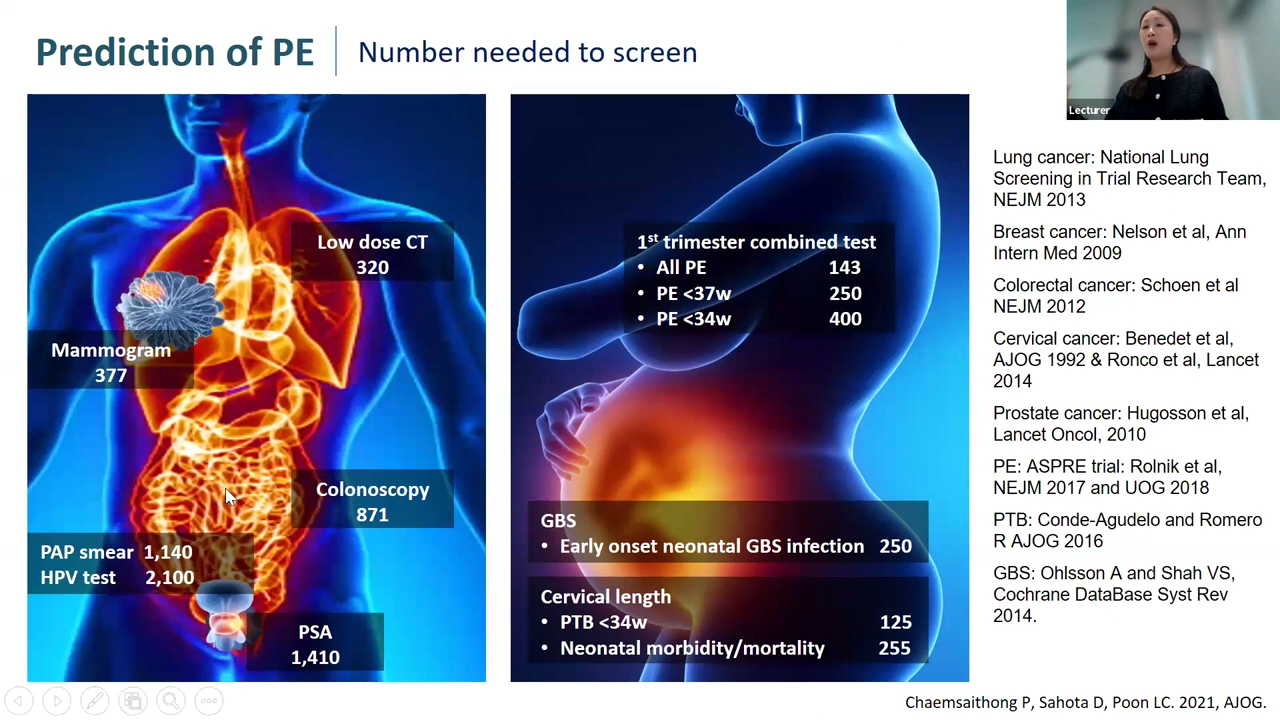 Prediction of PE
Number needed to screen
Lecturer
Low dose CT
320
Mammogram
377
Colonoscopy
871
PAP smear 1,140
HPV test 2,100
PSA
1,410
1st trimester combined test
• All PE 143
• PE <37w 250
• PE <34w 400
GBS
• Early onset neonatal GBS infection 250
Cervical length
• PTB <34w 125
• Neonatal morbidity/mortality 255
Lung cancer: National Lung
Screening in Trial Research Team,
NEJM 2013
Breast cancer: Nelson et al, Ann
Intern Med 2009
Colorectal cancer: Schoen et al
NEJM 2012
Cervical cancer: Benedet et al,
AJOG 1992 & Ronco et al, Lancet
2014
Prostate cancer: Hugosson et al,
Lancet Oncol, 2010
PE: ASPRE trial: Rolnik et al,
NEJM 2017 and UOG 2018
PTB: Conde-Agudelo and Romero
R AJOG 2016
GBS: Ohlsson A and Shah VS,
Cochrane DataBase Syst Rev
2014.
Chaemsaithong P, Sahota D, Poon LC. 2021, AJOG.